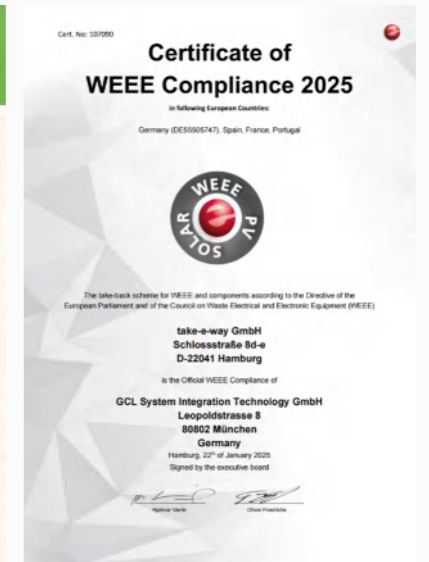 Cert. No: 107090
Certificate of
WEEE Compliance 2025
in following European Countries:
Germany (DE55505747), Spain, France, Portugal
SOLAR WEEE PV
The take-back scheme for WEEE and components according to the Directive of the
European Parliament and of the Council on Waste Electrical and Electronic Equipment (WEEE)
take-e-way GmbH
Schlossstraße 8d-e
D-22041 Hamburg
is the Official WEEE Compliance of
GCL System Integration Technology GmbH
Leopoldstrasse 8
80802 München
Germany
Hamburg, 22th of January 2025
Signed by the executive board
Oliver Friedrichs